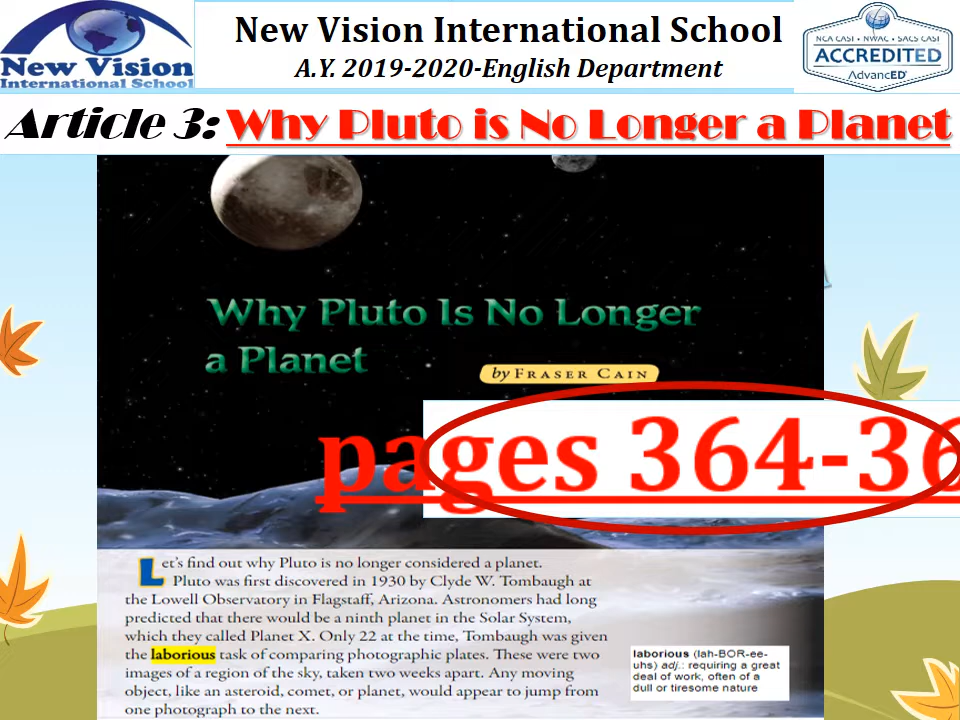 New Vision
International School
New Vision International School
A.Y. 2019-2020-English Department
NCA CASI • NWAC • SACS CASI
ACCREDITED
AdvancED®
Article 3: Why Pluto is No Longer a Planet
Why Pluto Is No Longer
a Planet
by FRASER CAIN
pages 364-36
Let's find out why Pluto is no longer considered a planet.
Pluto was first discovered in 1930 by Clyde W. Tombaugh at
the Lowell Observatory in Flagstaff, Arizona. Astronomers had long
predicted that there would be a ninth planet in the Solar System,
which they called Planet X. Only 22 at the time, Tombaugh was given
the laborious task of comparing photographic plates. These were two
images of a region of the sky, taken two weeks apart. Any moving
object, like an asteroid, comet, or planet, would appear to jump from
one photograph to the next.
laborious (lah-BOR-ee-
uhs) adj.: requiring a great
deal of work, often of a
dull or tiresome nature